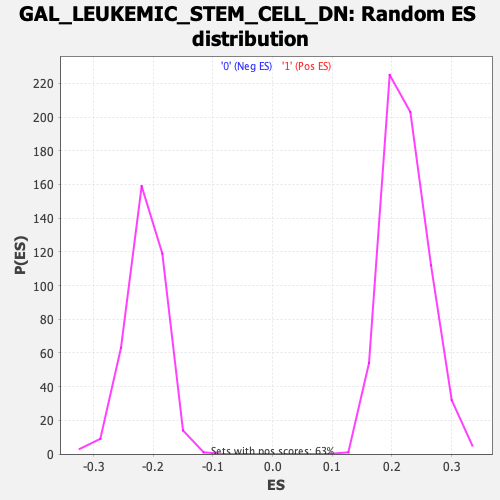 GAL_LEUKEMIC_STEM_CELL_DN: Random ES
distribution
'0' (Neg ES) '1' (Pos ES)
220
200
180
160
140
120
100
80
60
40
20
0
P(ES)
Sets with pos scores: 63%
-0.3 -0.2 -0.1 0.0 0.1 0.2 0.3
ES